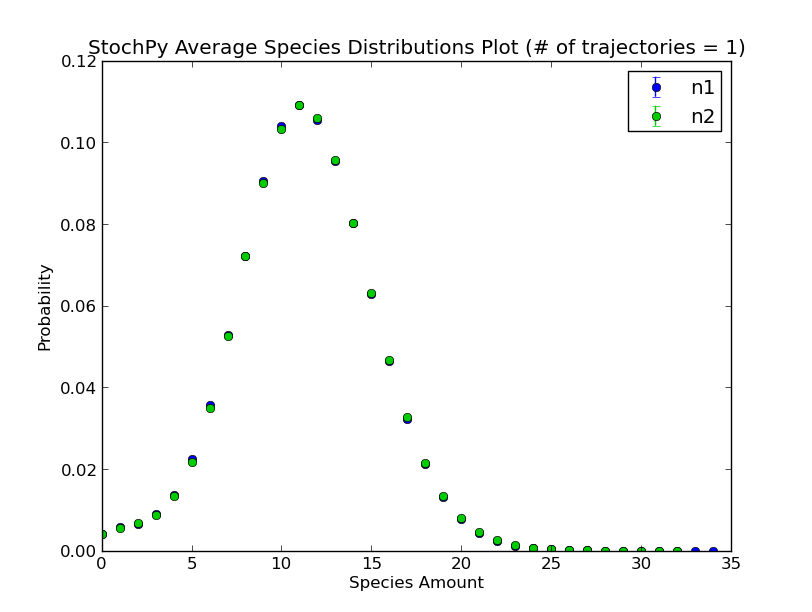 StochPy Average Species Distributions Plot (# of trajectories = 1)
0.12
0.10
0.08
0.06
0.04
0.02
0.00
Probability
n1
n2
0 5 10 15 20 25 30 35
Species Amount